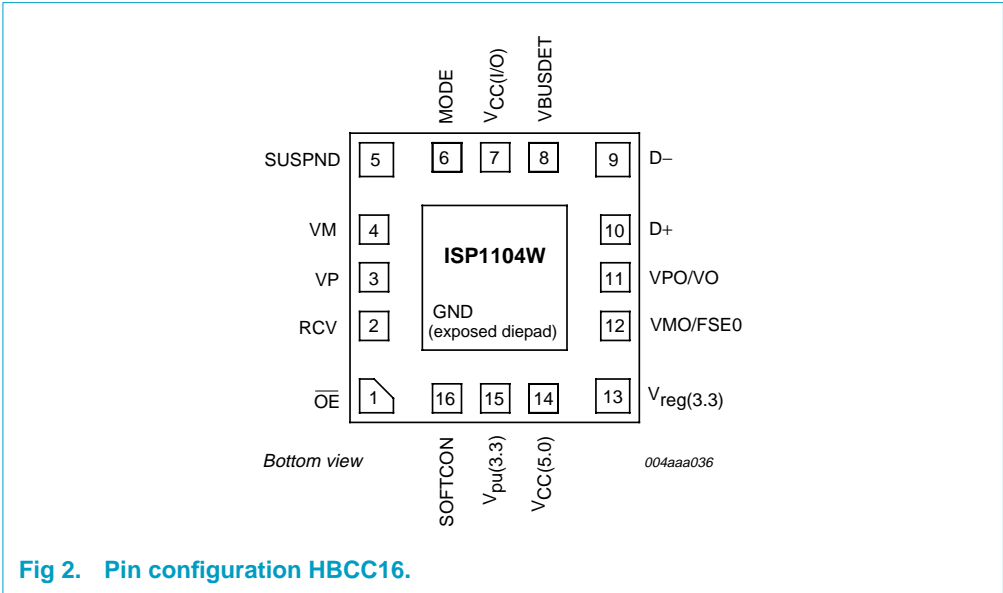 MODE
VCC(I/O)
VBUSDET
SUSPND 5 6 7 8 9 D−
VM 4 10 D+
ISP1104W
VP 3 11 VPO/VO
GND
(exposed diepad)
RCV 2 12 VMO/FSE0
OE 1 16 15 14 13 Vreg(3.3)
SOFTCON
Vpu(3.3)
VCC(5.0)
Bottom view
004aaa036
Fig 2. Pin configuration HBCC16.